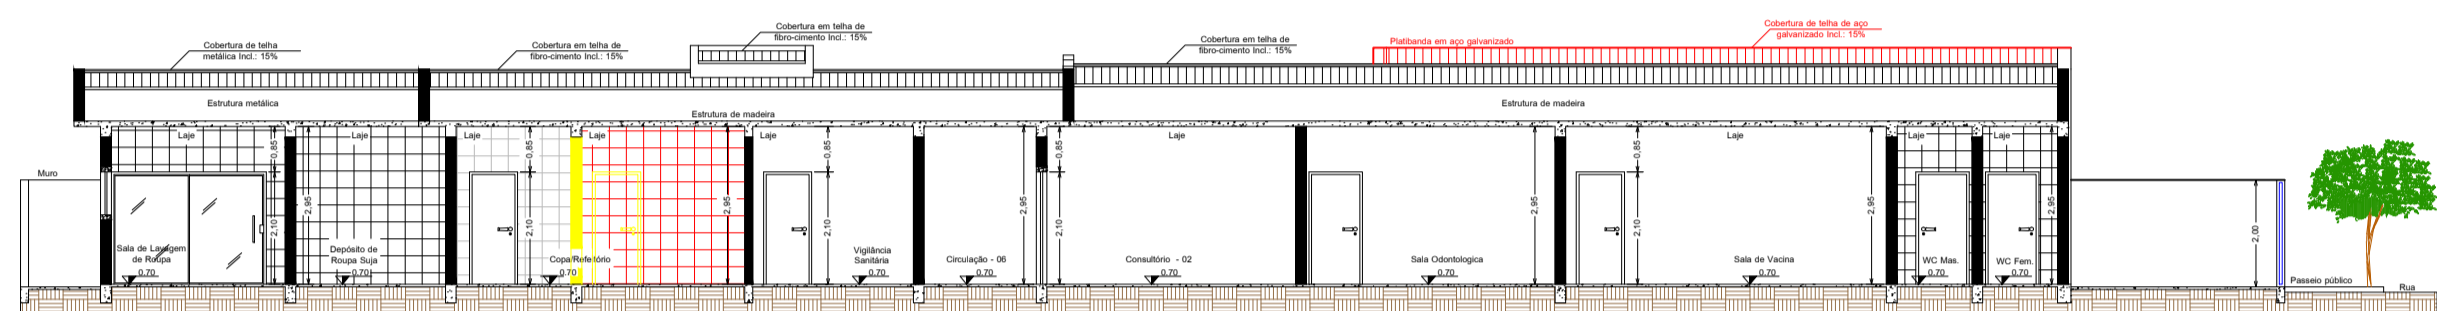 Cobertura de telha
metálica Incl.: 15%
Cobertura em telha de
fibro-cimento Incl.: 15%
Cobertura em telha de
fibro-cimento Incl.: 15%
Cobertura em telha de
fibro-cimento Incl.: 15%
Platibanda em aço galvanizado
Cobertura de telha de aço
galvanizado Incl.: 15%
Estrutura metálica
Estrutura de madeira
Estrutura de madeira
Laje
Laje
Laje
Laje
Laje
Laje
Laje
Laje
Laje
0,85
2,95
0,85
2,95
0,85
2,95
0,85
2,95
0,85
2,95
2,95
Muro
2,10
2,10
2,10
2,10
2,10
2,00
Sala de Lavagem
de Roupa
0.70
Depósito de
Roupa Suja
0.70
Copa/Refeitório
0.70
Vigilância
Sanitária
0.70
Circulação - 06
0.70
Consultório - 02
0.70
Sala Odontologica
0.70
Sala de Vacina
0.70
WC Mas.
0.70
WC Fem.
0.70
Passeio público
Rua